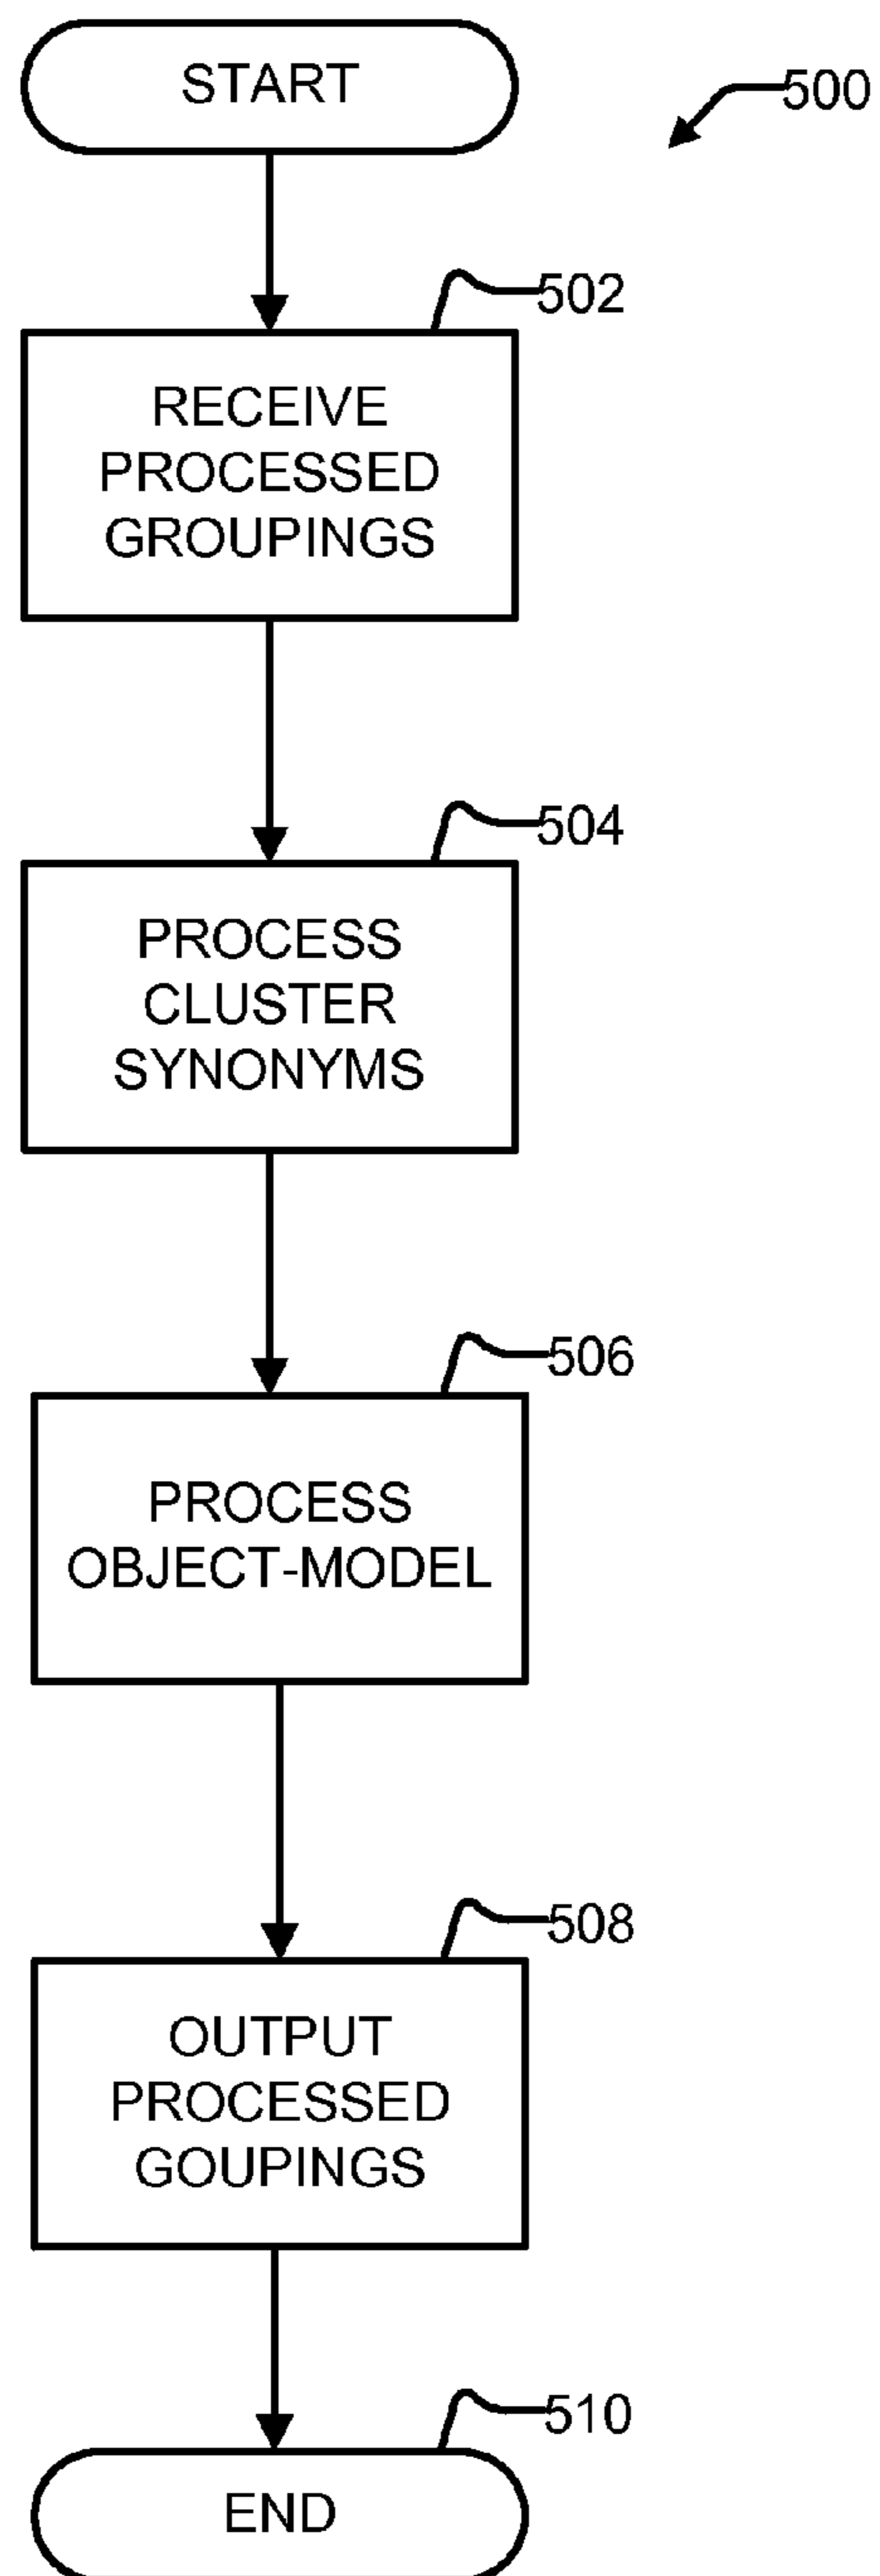 START
500
502
RECEIVE
PROCESSED
GROUPINGS
504
PROCESS
CLUSTER
SYNONYMS
506
PROCESS
OBJECT-MODEL
508
OUTPUT
PROCESSED
GOUPINGS
510
END